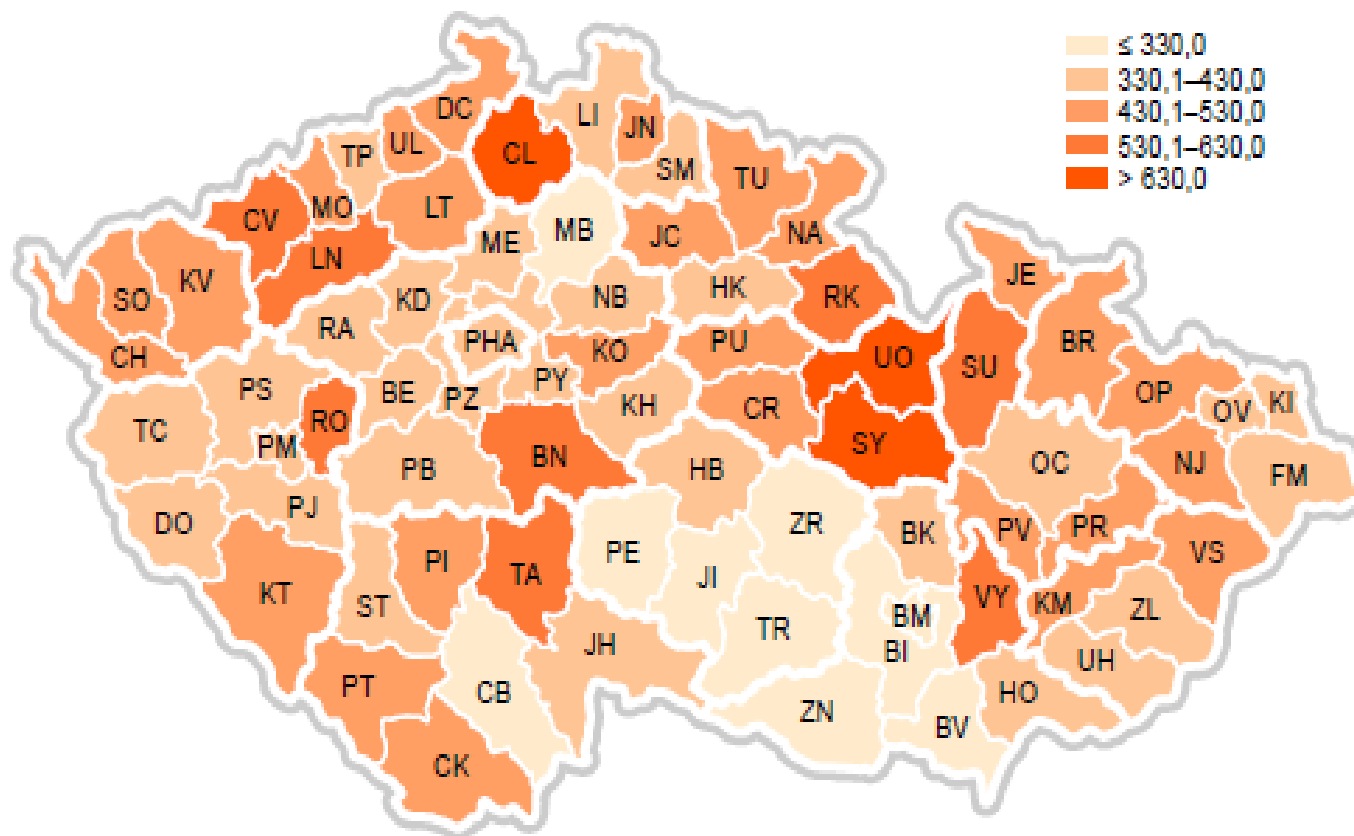 ≤ 330,0
330,1–430,0
430,1–530,0
530,1–630,0
> 630,0
DC
LI
JN
CL
UL
TP
SM
TU
MO
LT
CV
MB
JC
NA
ME
LN
KV
SO
KD
NB
HK
RK
JE
RA
PHA
KO
PU
UO
BR
CH
SU
PS
BE
PZ
PY
KH
CR
OP
OV
KI
RO
TC
PM
PB
BN
HB
SY
OC
NJ
FM
PJ
DO
ZR
BK
PV
PR
PE
VS
PI
TA
JI
KT
ST
VY
KM
ZL
BM
TR
JH
BI
UH
PT
CB
HO
ZN
BV
CK